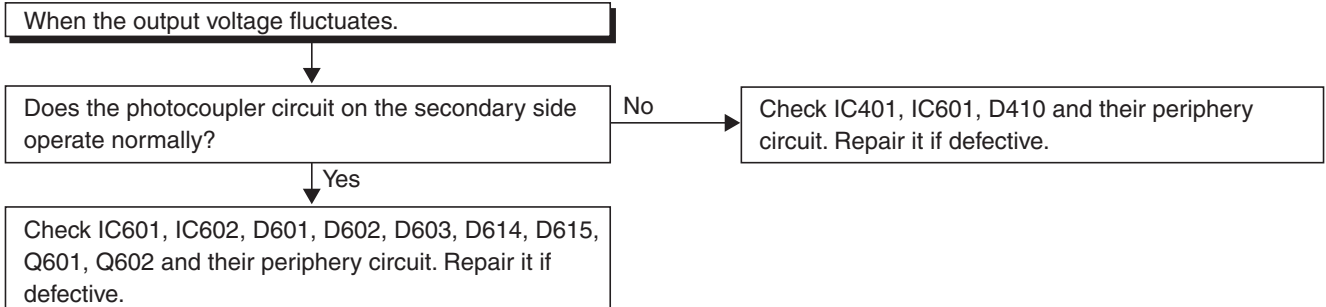 When the output voltage fluctuates.
Does the photocoupler circuit on the secondary side
operate normally?
No
Check IC401, IC601, D410 and their periphery
circuit. Repair it if defective.
Yes
Check IC601, IC602, D601, D602, D603, D614, D615,
Q601, Q602 and their periphery circuit. Repair it if
defective.